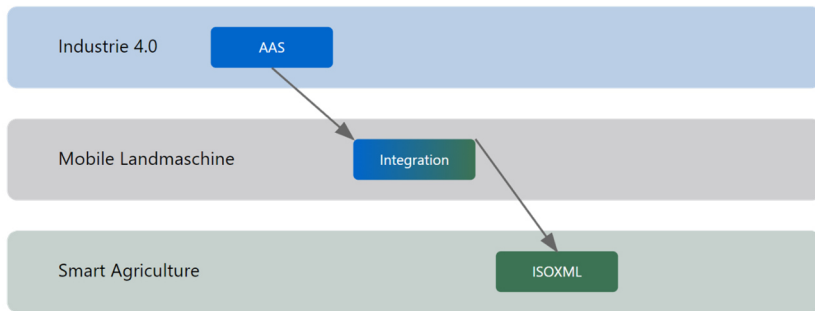 Industrie 4.0
AAS
Mobile Landmaschine
Integration
Smart Agriculture
ISOXML